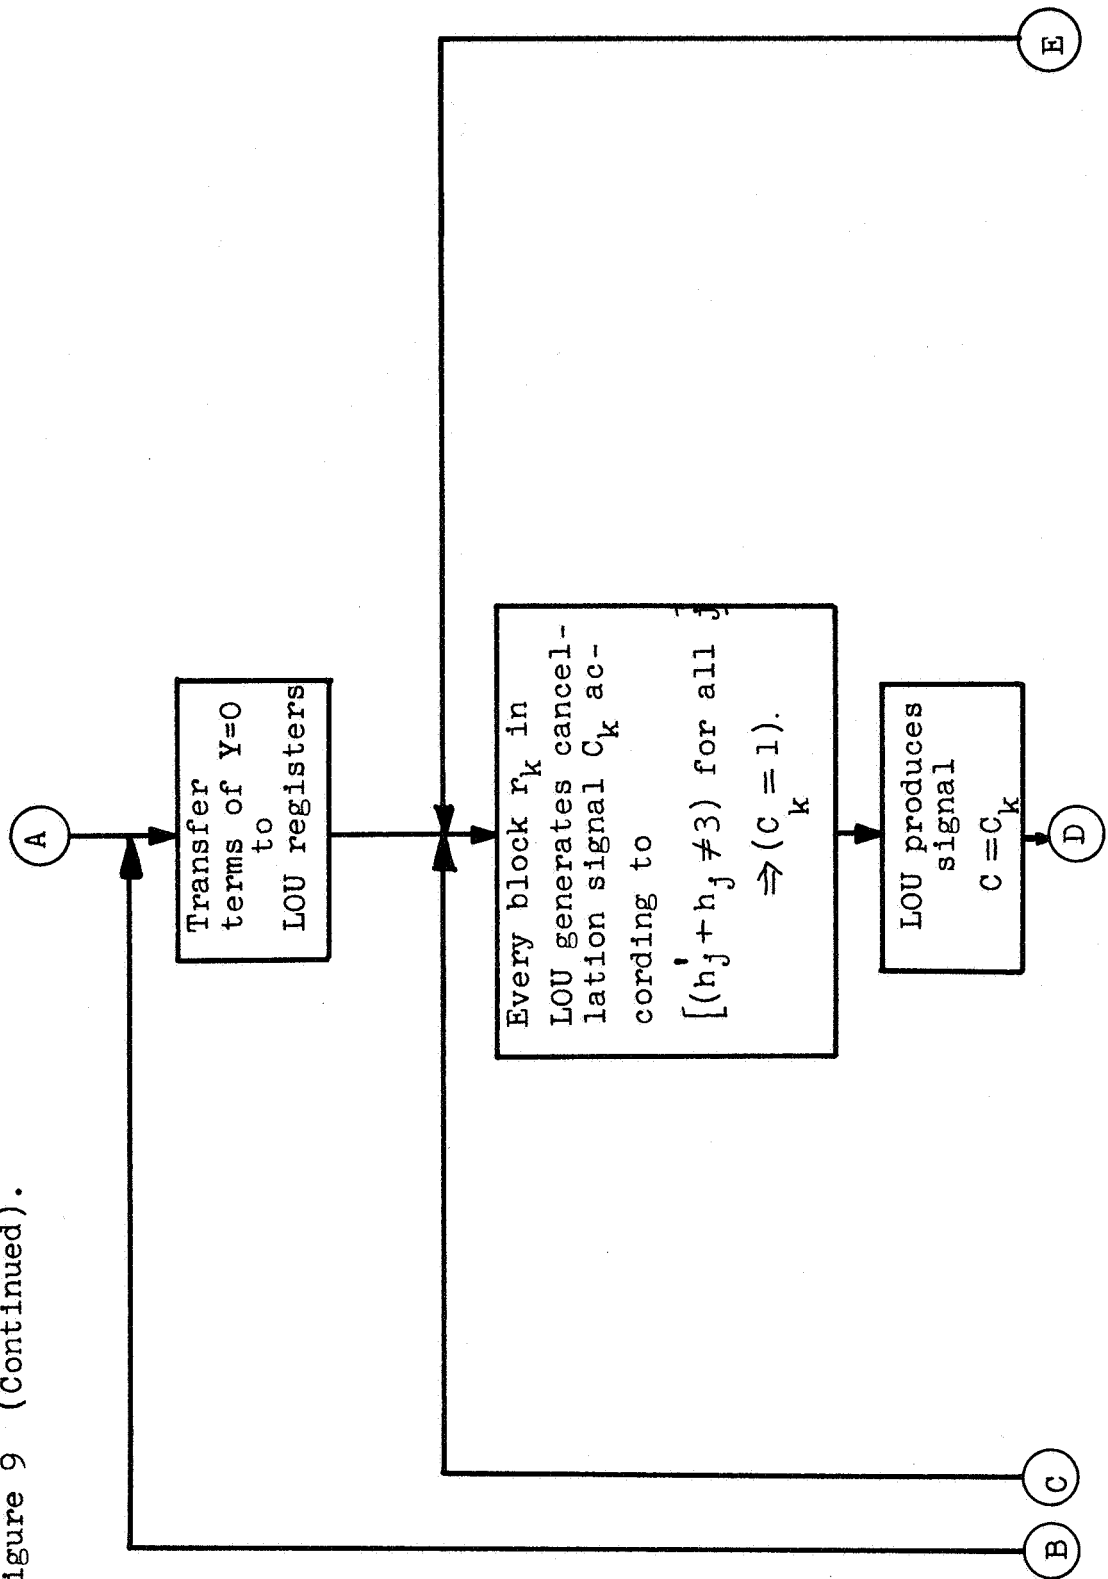 igure 9 (Continued).
A
Transfer
terms of Y=0
to
LOU registers
Every block r_k in
LOU generates cancel-
lation signal C_k ac-
cording to
[(h'_j + h_j ≠ 3) for all j]
⇒ (C_k = 1).
LOU produces
signal
C = C_k
B
C
D
E